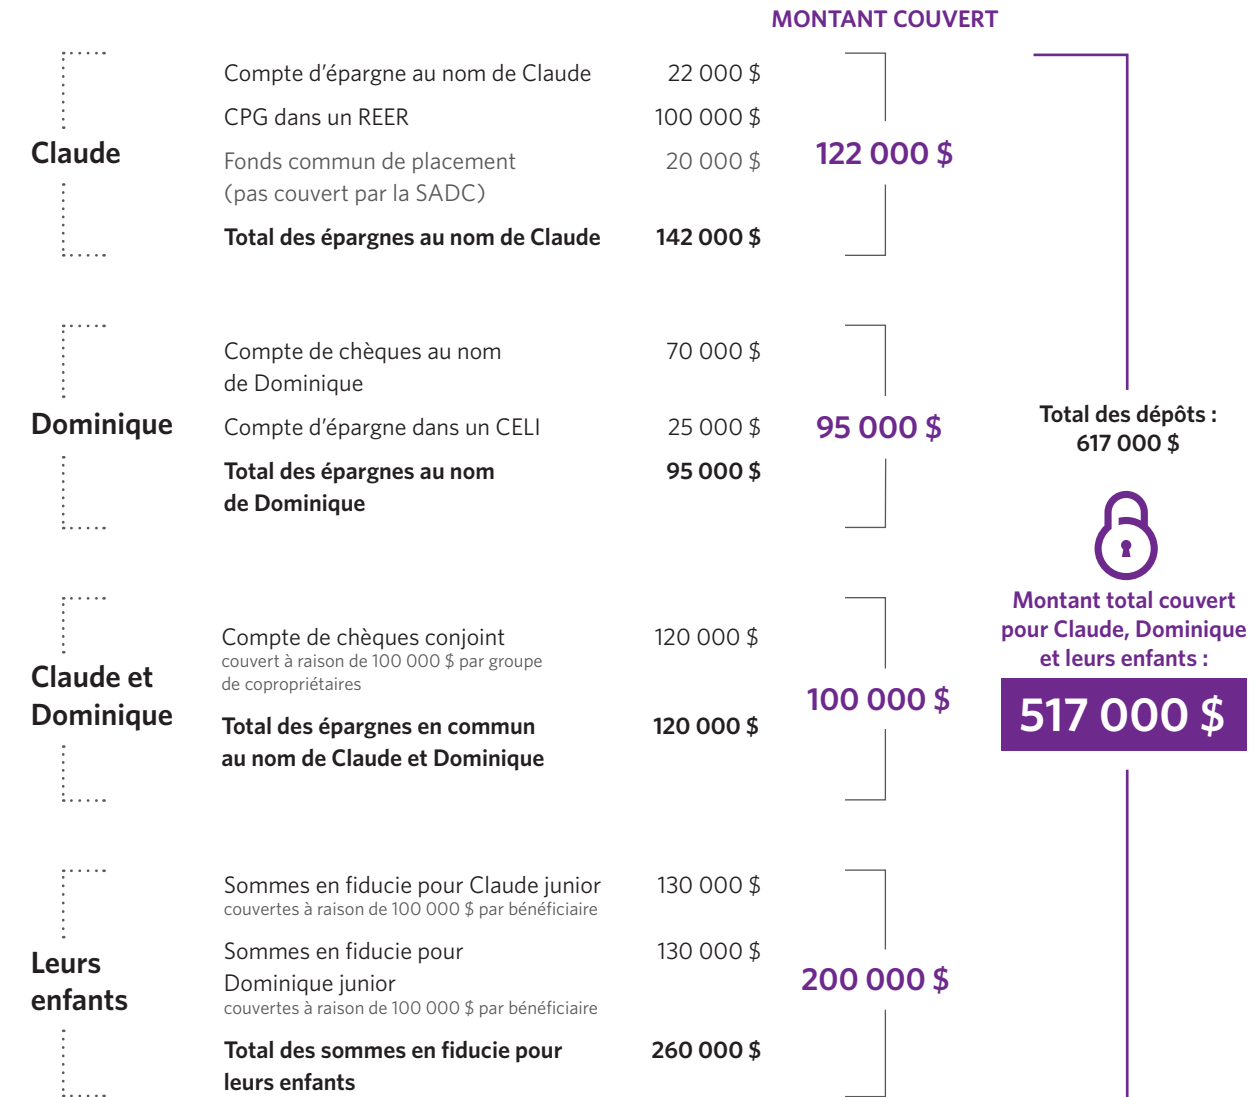 MONTANT COUVERT
Claude
Compte d’épargne au nom de Claude 22 000 $
CPG dans un REER 100 000 $
Fonds commun de placement 20 000 $
(pas couvert par la SADC)
Total des épargnes au nom de Claude 142 000 $
122 000 $
Dominique
Compte de chèques au nom 70 000 $
de Dominique
Compte d’épargne dans un CELI 25 000 $
Total des épargnes au nom 95 000 $
de Dominique
95 000 $
Claude et
Dominique
Compte de chèques conjoint 120 000 $
couvert à raison de 100 000 $ par groupe
de copropriétaires
Total des épargnes en commun 120 000 $
au nom de Claude et Dominique
100 000 $
Leurs
enfants
Sommes en fiducie pour Claude junior 130 000 $
couvertes à raison de 100 000 $ par bénéficiaire
Sommes en fiducie pour 130 000 $
Dominique junior
couvertes à raison de 100 000 $ par bénéficiaire
Total des sommes en fiducie pour 260 000 $
leurs enfants
200 000 $
Total des dépôts :
617 000 $
Montant total couvert
pour Claude, Dominique
et leurs enfants :
517 000 $